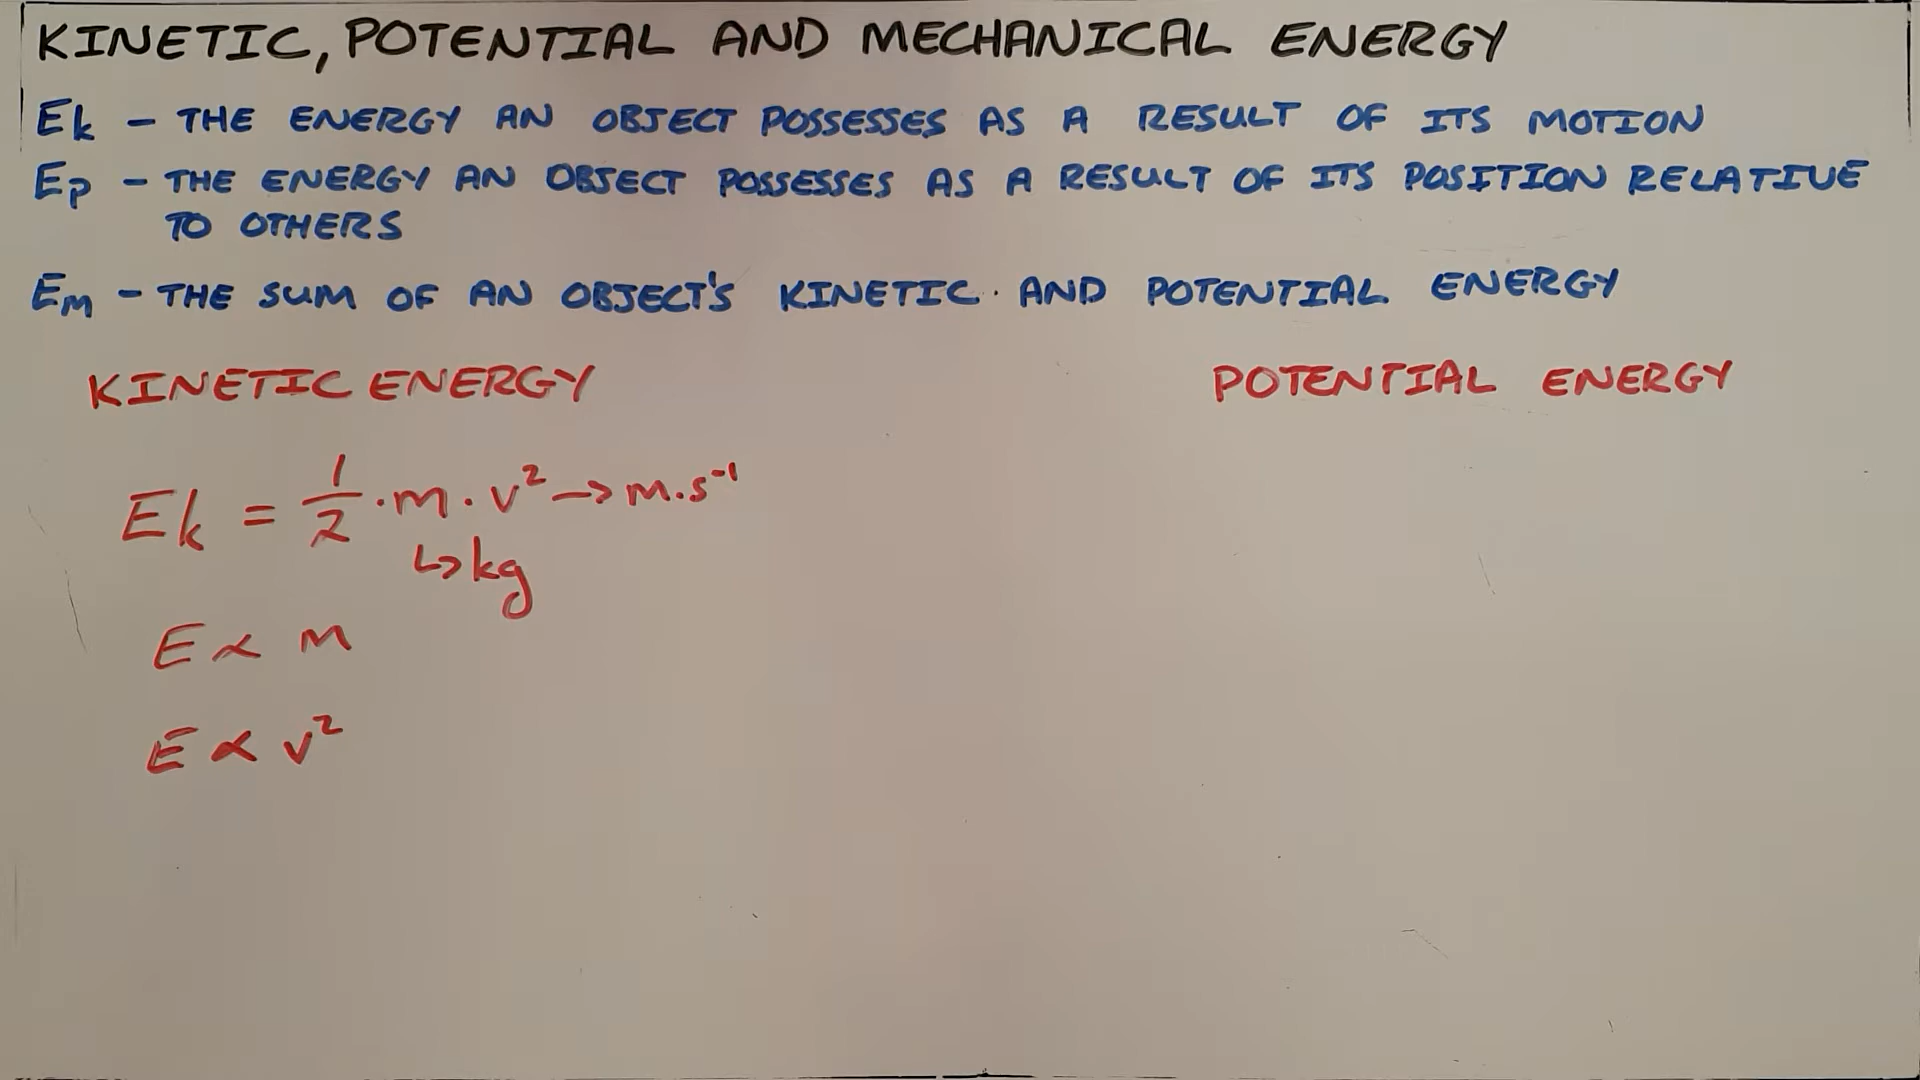 KINETIC, POTENTIAL AND MECHANICAL ENERGY
Ek - THE ENERGY AN OBJECT POSSESSES AS A RESULT OF ITS MOTION
Ep - THE ENERGY AN OBJECT POSSESSES AS A RESULT OF ITS POSITION RELATIVE
TO OTHERS
EM - THE SUM OF AN OBJECT'S KINETIC AND POTENTIAL ENERGY
KINETIC ENERGY
POTENTIAL ENERGY
Ek = 1/2 · m · v² → m.s⁻¹
↳ kg
E ∝ m
E ∝ v²